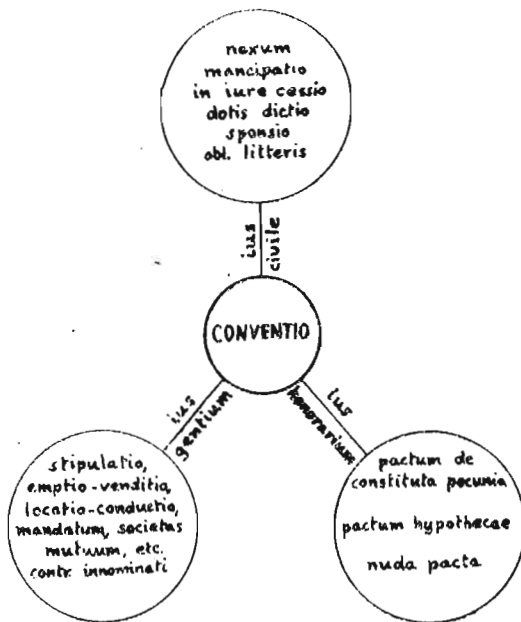 nexum
mancipatio
in iure cessio
dotis dictio
sponsio
obl. litteris
ius
civile
CONVENTIO
ius
gentium
ius
honorarium
stipulatio,
emptio-venditio,
locatio-conductio,
mandatum, societas
mutuum, etc.
contr. innominati
pactum de
constituta pecunia
pactum hypothecae
nuda pacta